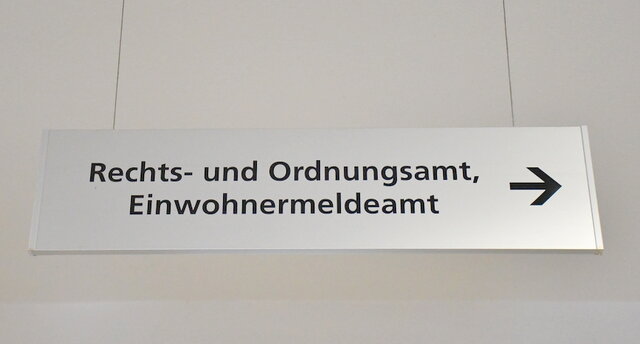 Rechts- und Ordnungsamt,
Einwohnermeldeamt